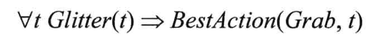 ∀t Glitter(t) ⇒ BestAction(Grab, t)